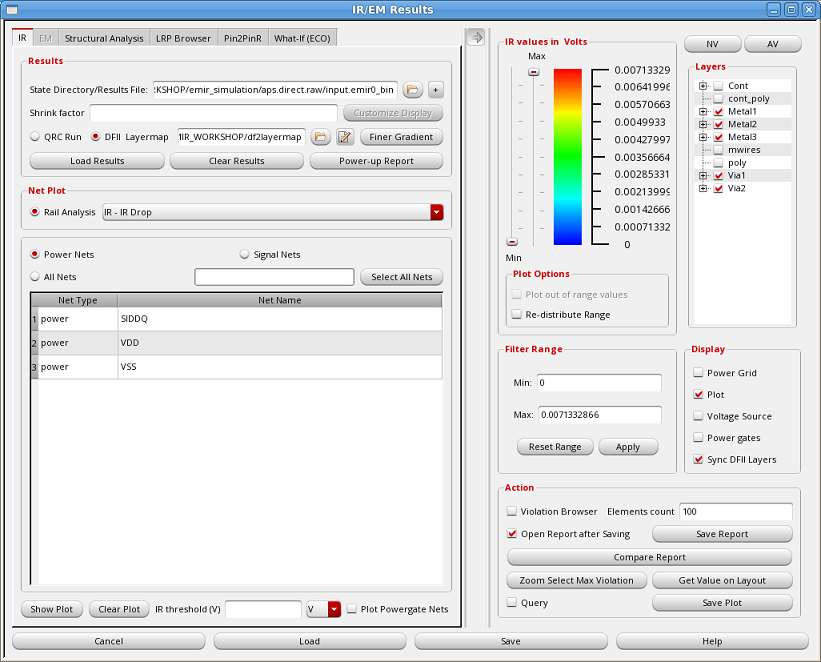 IR/EM Results
IR EM Structural Analysis LRP Browser Pin2PinR What-If (ECO)
Results
State Directory/Results File: :KSHOP/emir_simulation/aps.direct.raw/input.emir0_bin
Shrink factor Customize Display
QRC Run DFII Layermap IIR_WORKSHOP/df2layermap Finer Gradient
Load Results Clear Results Power-up Report
Net Plot
Rail Analysis IR - IR Drop
Power Nets Signal Nets
All Nets Select All Nets
Net Type Net Name
1 power SIDDQ
2 power VDD
3 power VSS
Show Plot Clear Plot IR threshold (V) V Plot Powergate Nets
IR values in Volts
Max
0.00713329
0.00641996
0.00570663
0.0049933
0.00427997
0.00356664
0.00285331
0.00213999
0.00142666
0.00071332
0
Min
Plot Options
Plot out of range values
Re-distribute Range
NV AV
Layers
Cont
cont_poly
Metal1
Metal2
Metal3
mwires
poly
Via1
Via2
Filter Range
Min: 0
Max: 0.0071332866
Reset Range Apply
Display
Power Grid
Plot
Voltage Source
Power gates
Sync DFII Layers
Action
Violation Browser Elements count 100
Open Report after Saving Save Report
Compare Report
Zoom Select Max Violation Get Value on Layout
Query Save Plot
Cancel Load Save Help